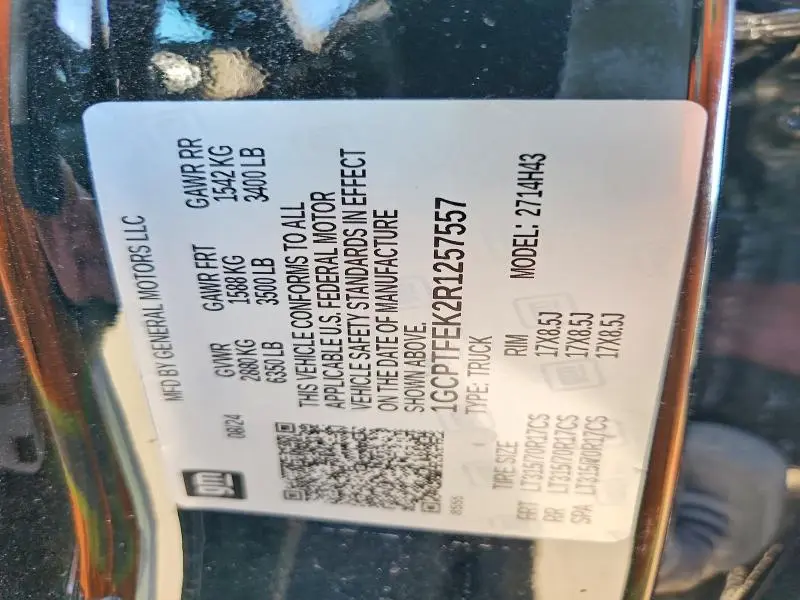 gm
MFD BY GENERAL MOTORS LLC
08/24 GVWR GAWR FRT GAWR RR
2880 KG 1588 KG 1542 KG
6350 LB 3500 LB 3400 LB
THIS VEHICLE CONFORMS TO ALL
APPLICABLE U.S. FEDERAL MOTOR
VEHICLE SAFETY STANDARDS IN EFFECT
ON THE DATE OF MANUFACTURE
SHOWN ABOVE.
1GCPTFEK2R1257557
8555 TYPE: TRUCK
TIRE SIZE RIM MODEL: 2714H43
FRT LT315/70R17CS 17X8.5J
RR LT315/70R17CS 17X8.5J
SPA LT315/70R17CS 17X8.5J